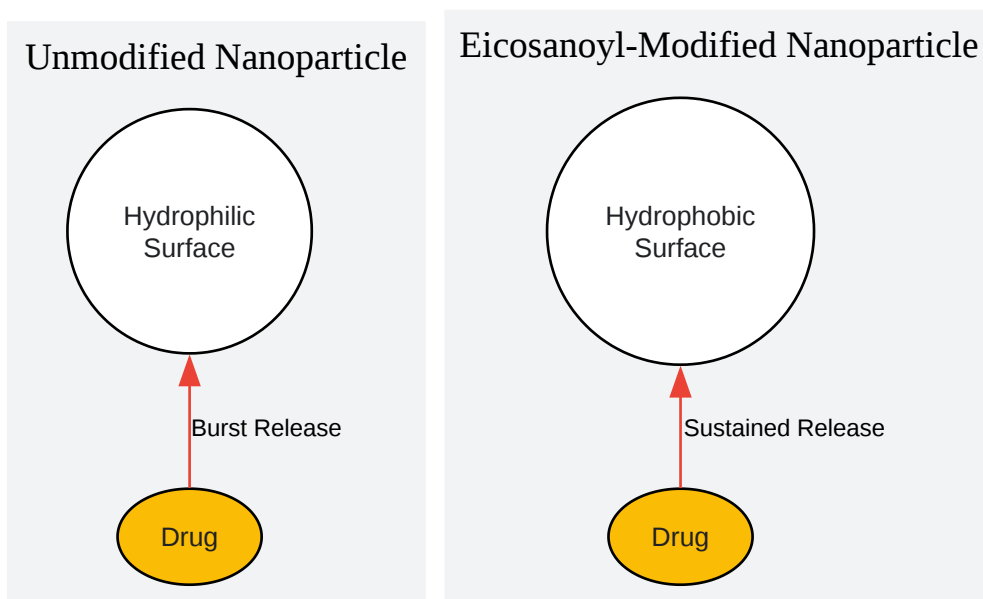 Unmodified Nanoparticle
Hydrophilic
Surface
Burst Release
Drug
Eicosanoyl-Modified Nanoparticle
Hydrophobic
Surface
Sustained Release
Drug